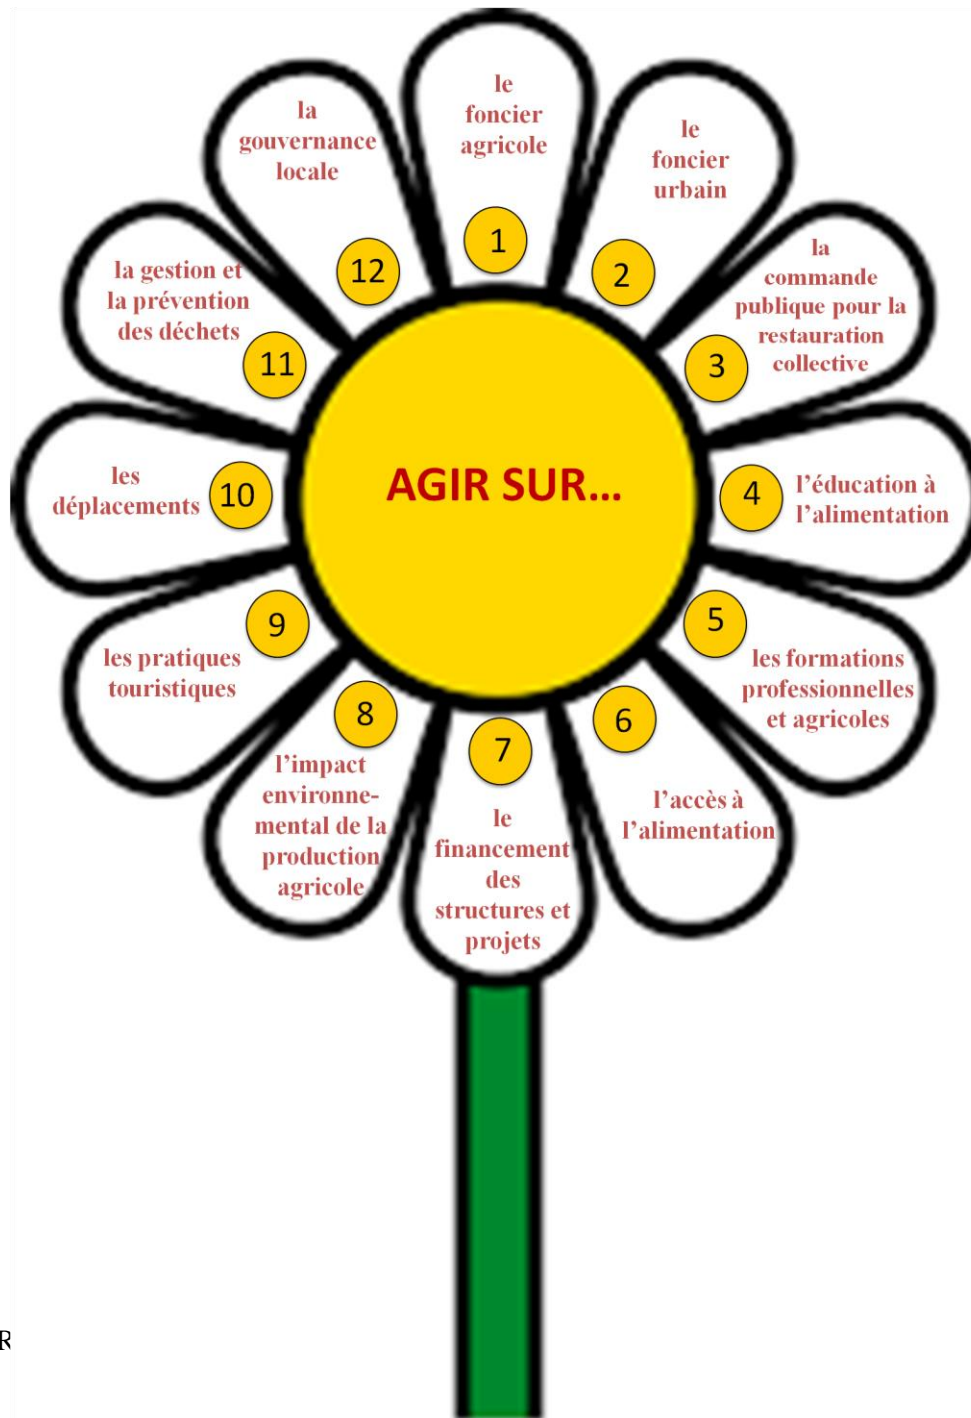 AGIR SUR...
le
foncier
agricole
1
le
foncier
urbain
2
la
commande
publique pour la
restauration
collective
3
l'éducation à
l'alimentation
4
les formations
professionnelles
et agricoles
5
l'accès à
l'alimentation
6
le
financement
des
structures et
projets
7
l'impact
environne-
mental de la
production
agricole
8
les pratiques
touristiques
9
les
déplacements
10
la gestion et
la prévention
des déchets
11
la
gouvernance
locale
12
R